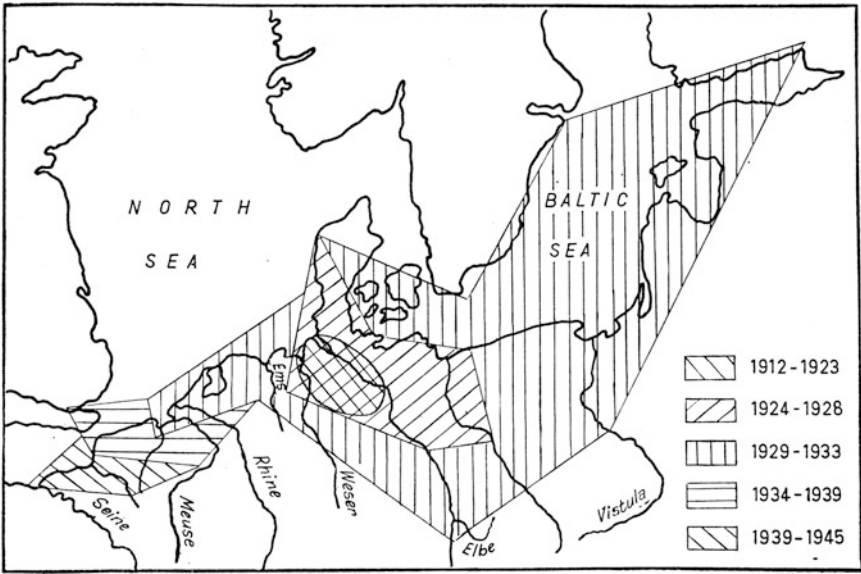 NORTH
SEA
BALTIC
SEA
Ems
Rhine
Weser
Meuse
Seine
Elbe
Vistula
1912-1923
1924-1928
1929-1933
1934-1939
1939-1945